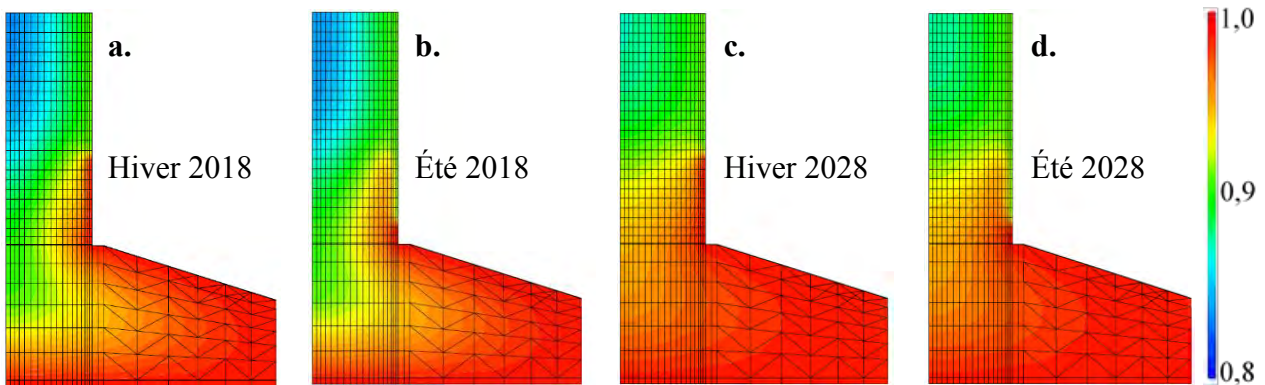 a.
Hiver 2018
b.
Été 2018
c.
Hiver 2028
d.
Été 2028
1,0
0,9
0,8